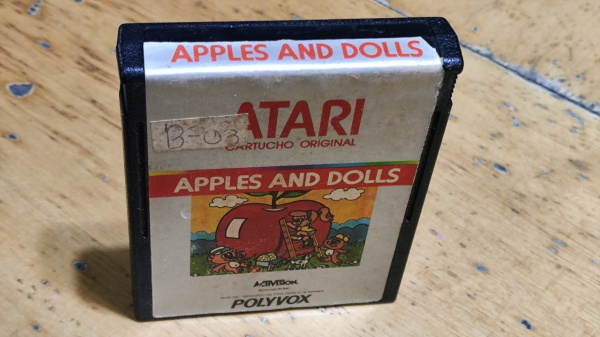 APPLES AND DOLLS
B-03
ATARI
CARTUCHO ORIGINAL
APPLES AND DOLLS
ACTIVISION
POLYVOX